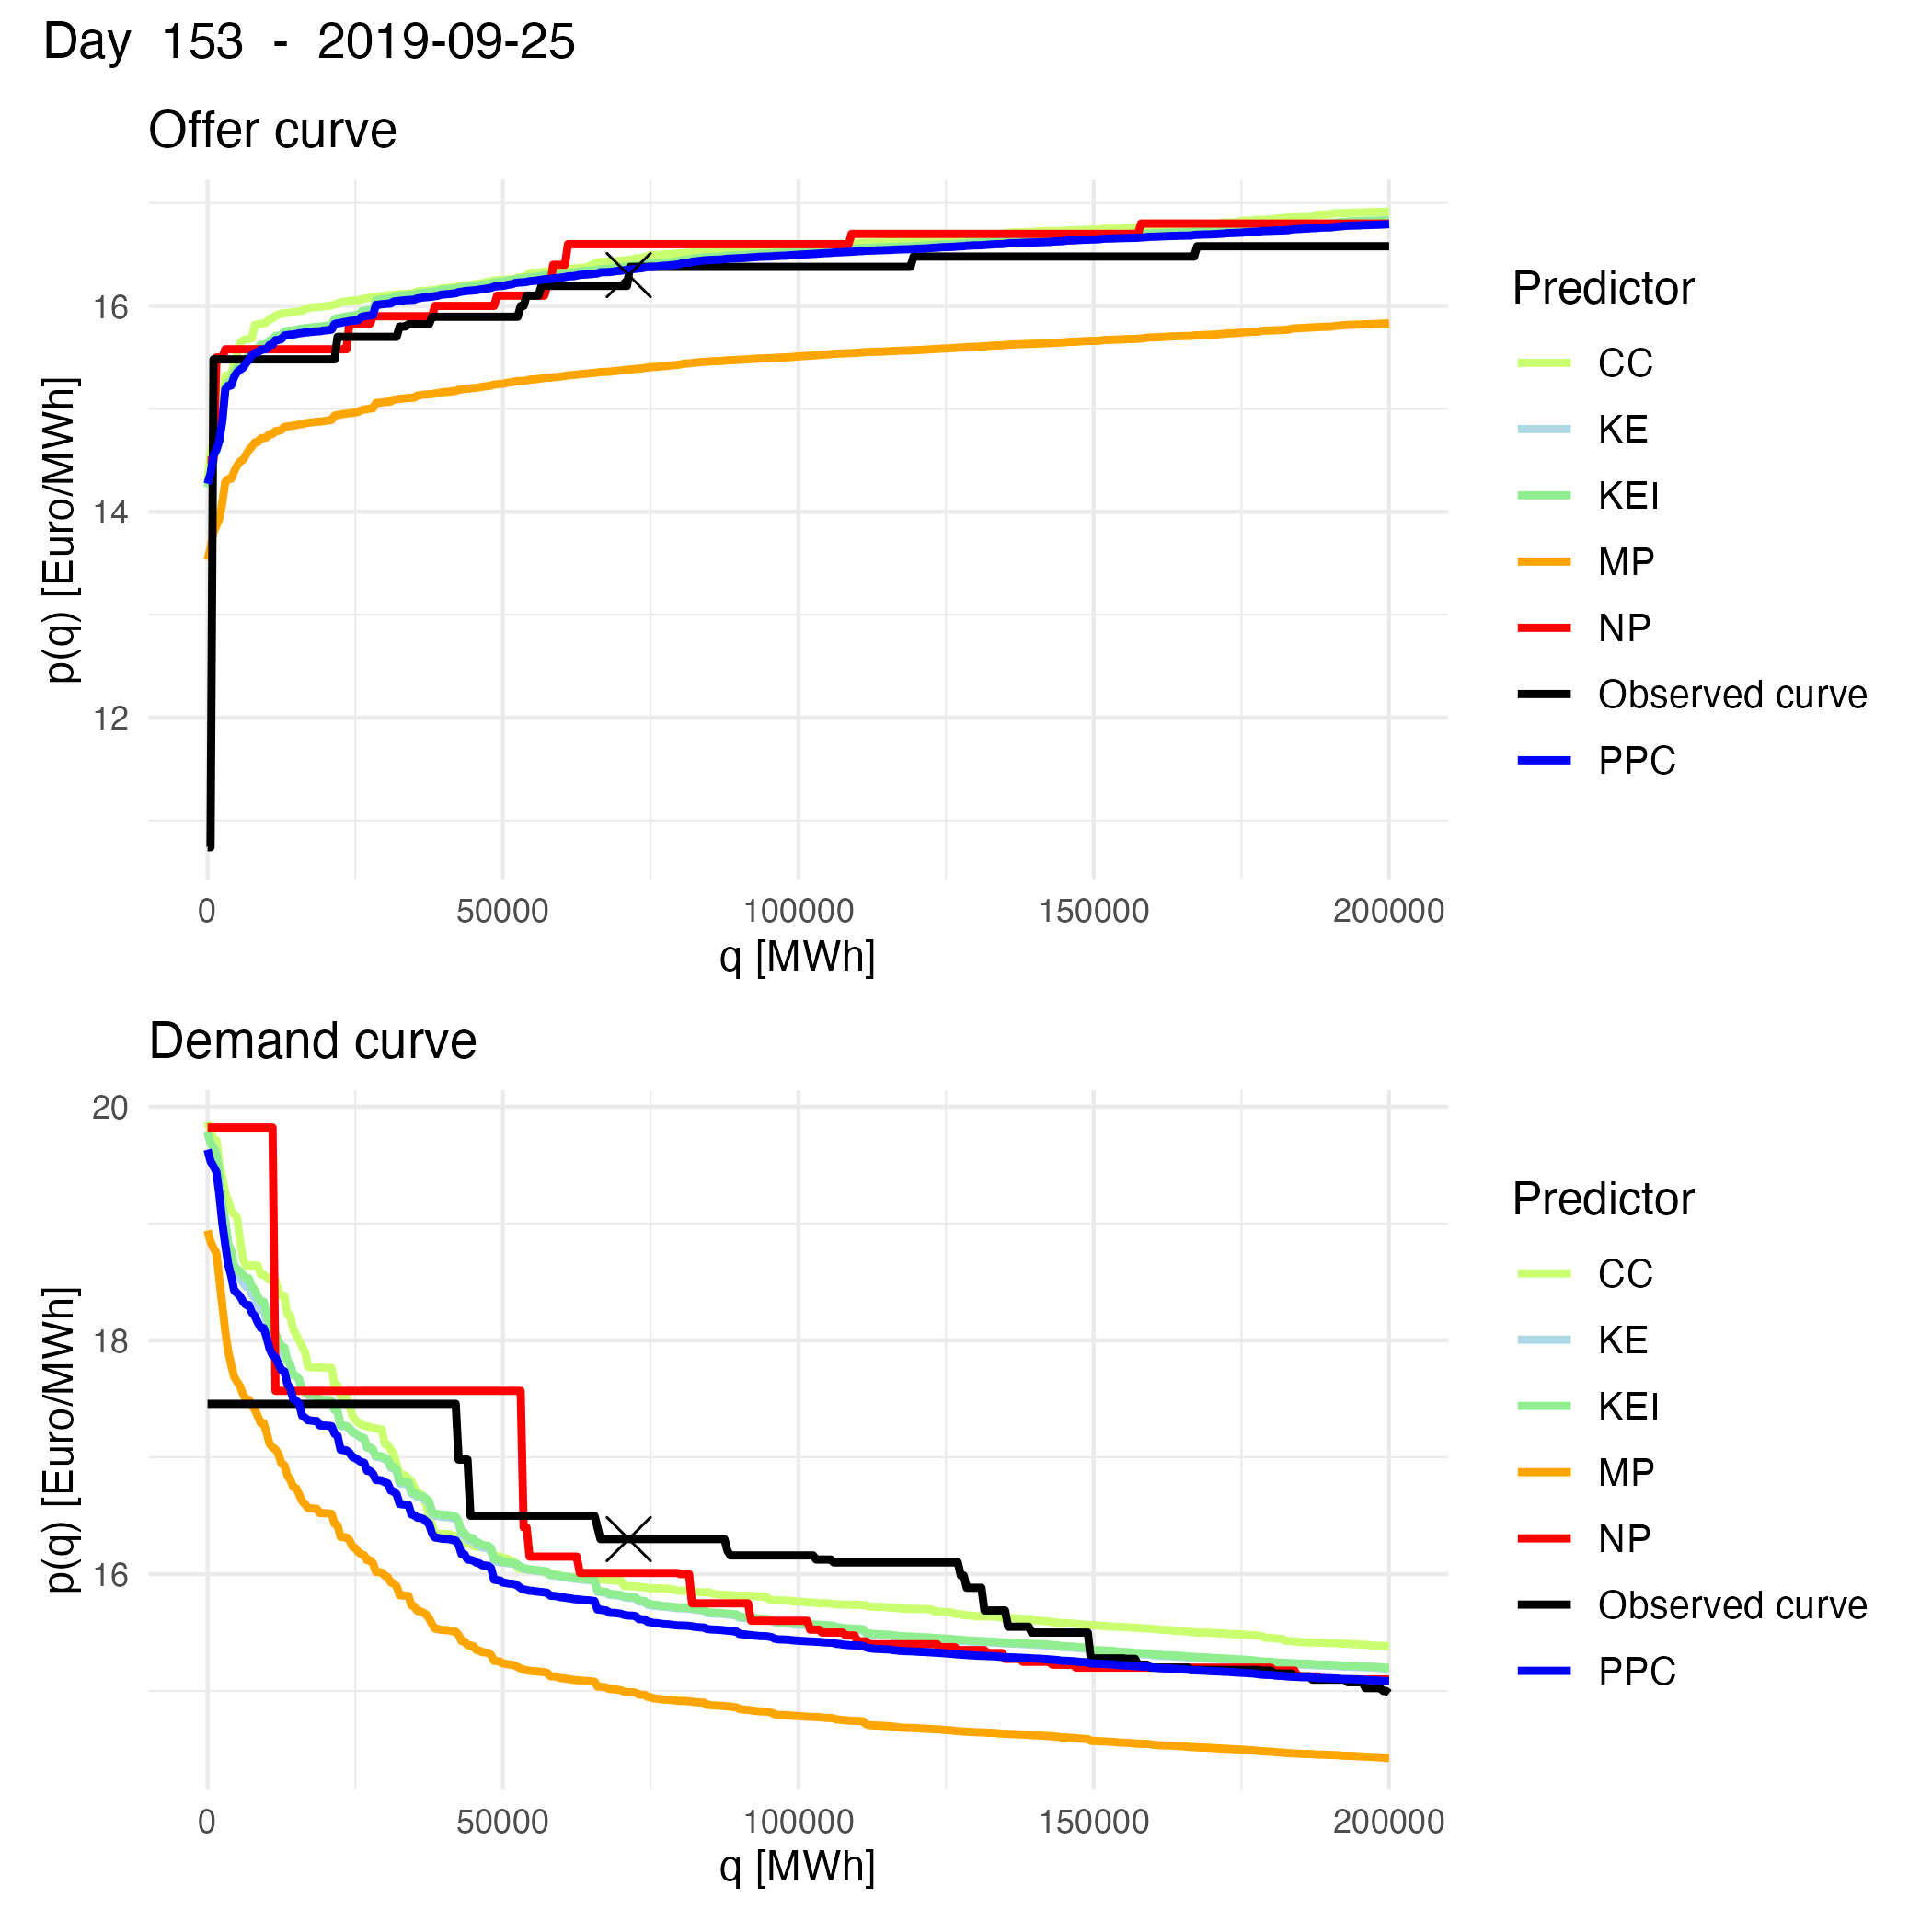 Day 153 - 2019-09-25
Offer curve
p(q) [Euro/MWh]
16
14
12
0 50000 100000 150000 200000
q [MWh]
Predictor
CC
KE
KEI
MP
NP
Observed curve
PPC
Demand curve
p(q) [Euro/MWh]
20
18
16
0 50000 100000 150000 200000
q [MWh]
Predictor
CC
KE
KEI
MP
NP
Observed curve
PPC